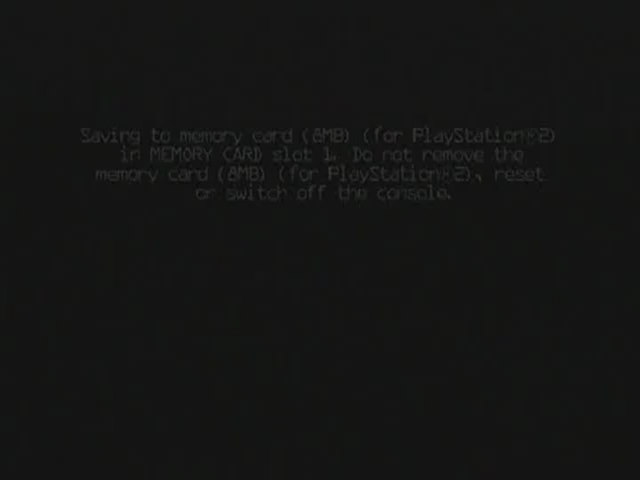 Saving to memory card (8MB) (for PlayStation®2)
in MEMORY CARD slot 1. Do not remove the
memory card (8MB) (for PlayStation®2), reset
or switch off the console.